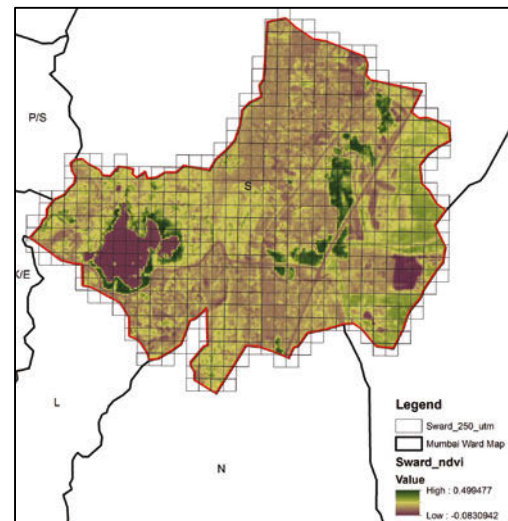 P/S
S
K/E
L
N
Legend
Sward_250_utm
Mumbai Ward Map
Sward_ndvi
Value
High : 0.499477
Low : -0.0830942